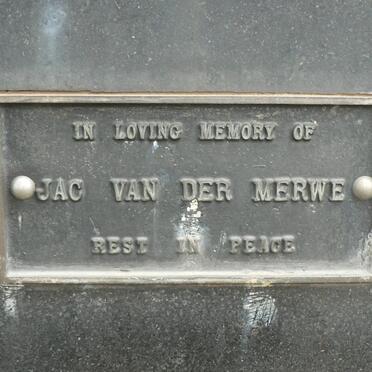 IN LOVING MEMORY OF
JAC VAN DER MERWE
REST IN PEACE